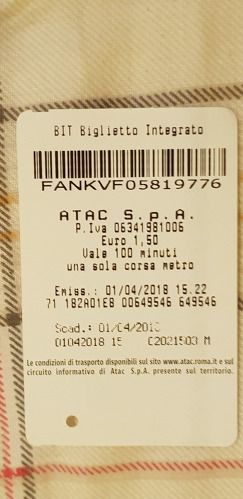 BIT Biglietto Integrato
FANKVF05819776
ATAC S.p.A.
P.Iva 06341981006
Euro 1,50
Vale 100 minuti
una sola corsa metro
Emiss.: 01/04/2018 15.22
71 1B2A01EB 00649546 649546
Scad.: 01/04/2018
01042018 15 C2021503 M
Le condizioni di trasporto disponibili sul sito www.atac.roma.it e sul
circuito informativo di Atac S.p.A. presente sul territorio.